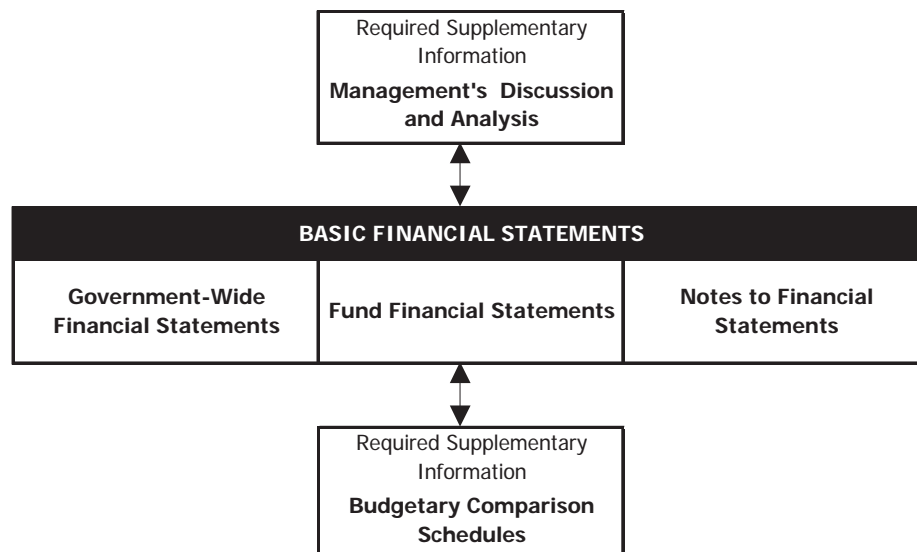 Required Supplementary
Information
Management's Discussion
and Analysis
BASIC FINANCIAL STATEMENTS
Government-Wide
Financial Statements
Fund Financial Statements
Notes to Financial
Statements
Required Supplementary
Information
Budgetary Comparison
Schedules